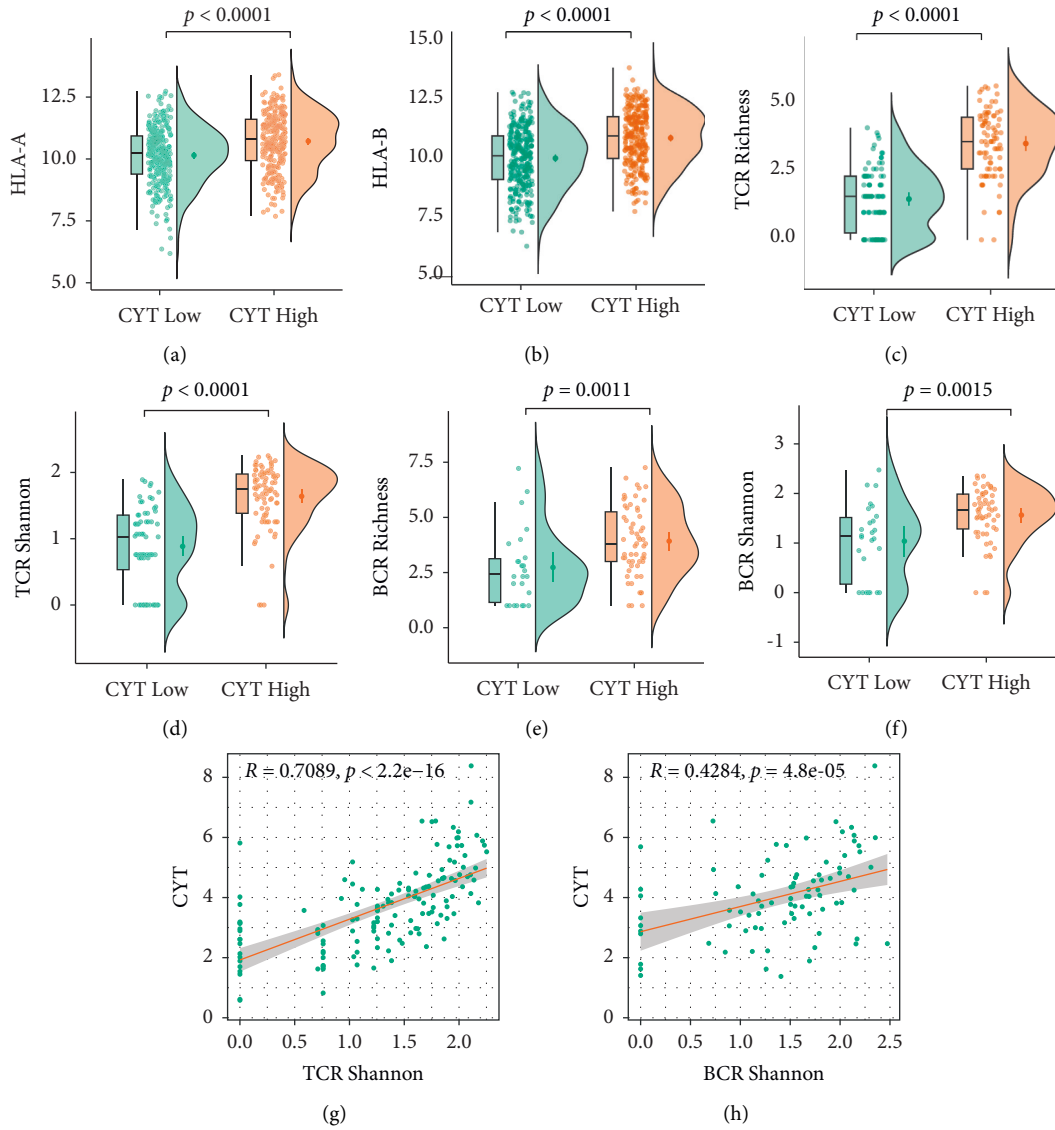 p < 0.0001
HLA-A
12.5
10.0
7.5
5.0
CYT Low
CYT High
(a)
p < 0.0001
HLA-B
15.0
12.5
10.0
7.5
5.0
CYT Low
CYT High
(b)
p < 0.0001
TCR Richness
5.0
2.5
0.0
CYT Low
CYT High
(c)
p < 0.0001
TCR Shannon
2
1
0
CYT Low
CYT High
(d)
p = 0.0011
BCR Richness
7.5
5.0
2.5
0.0
CYT Low
CYT High
(e)
p = 0.0015
BCR Shannon
3
2
1
0
-1
CYT Low
CYT High
(f)
R = 0.7089, p < 2.2e−16
CYT
8
6
4
2
0
0.0 0.5 1.0 1.5 2.0
TCR Shannon
(g)
R = 0.4284, p = 4.8e-05
CYT
8
6
4
2
0
0.0 0.5 1.0 1.5 2.0 2.5
BCR Shannon
(h)